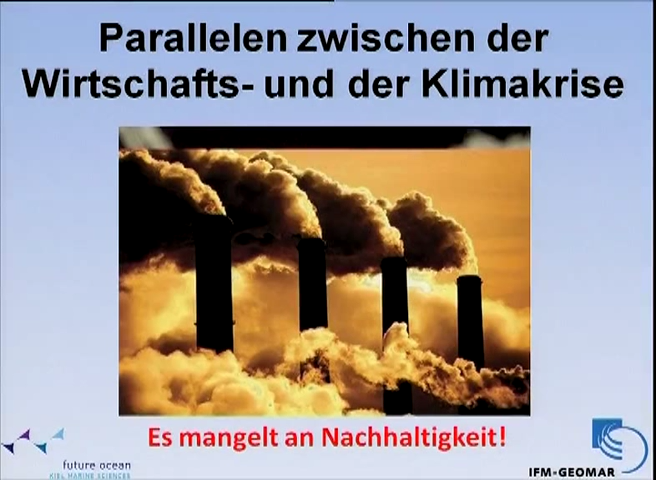 Parallelen zwischen der
Wirtschafts- und der Klimakrise
Es mangelt an Nachhaltigkeit!
future ocean
KIEL MARINE SCIENCES
IFM-GEOMAR